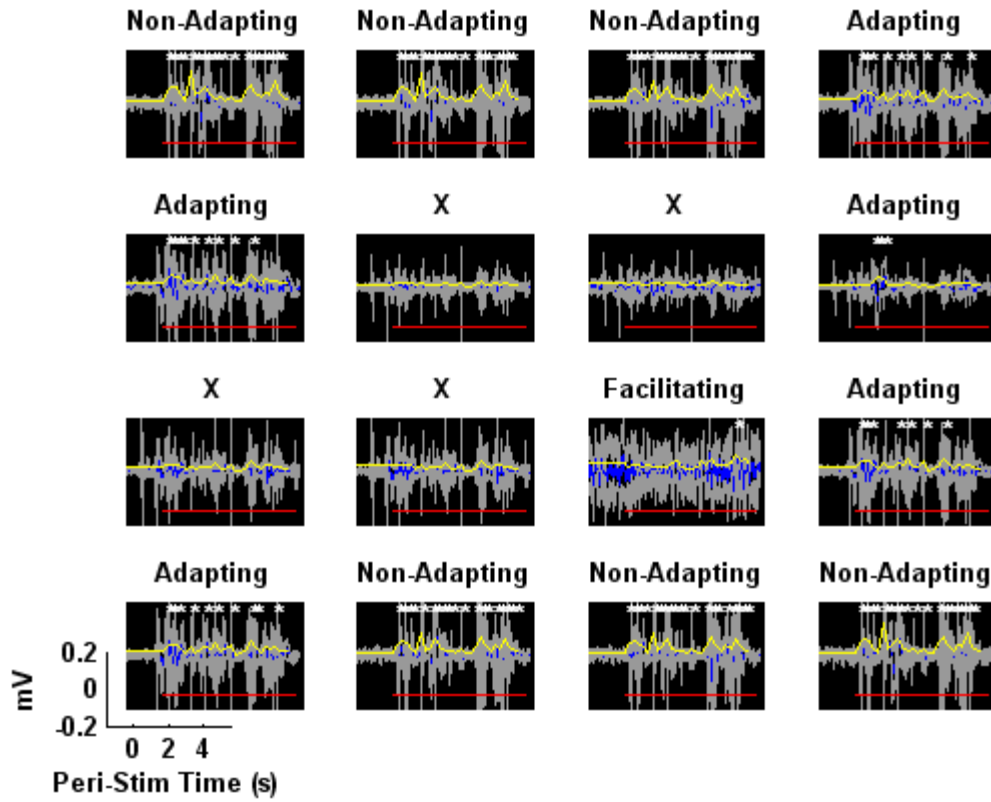 Non-Adapting Non-Adapting Non-Adapting Adapting
Adapting X X Adapting
X X Facilitating Adapting
Adapting Non-Adapting Non-Adapting Non-Adapting
0.2
0
-0.2
mV
0 2 4
Peri-Stim Time (s)